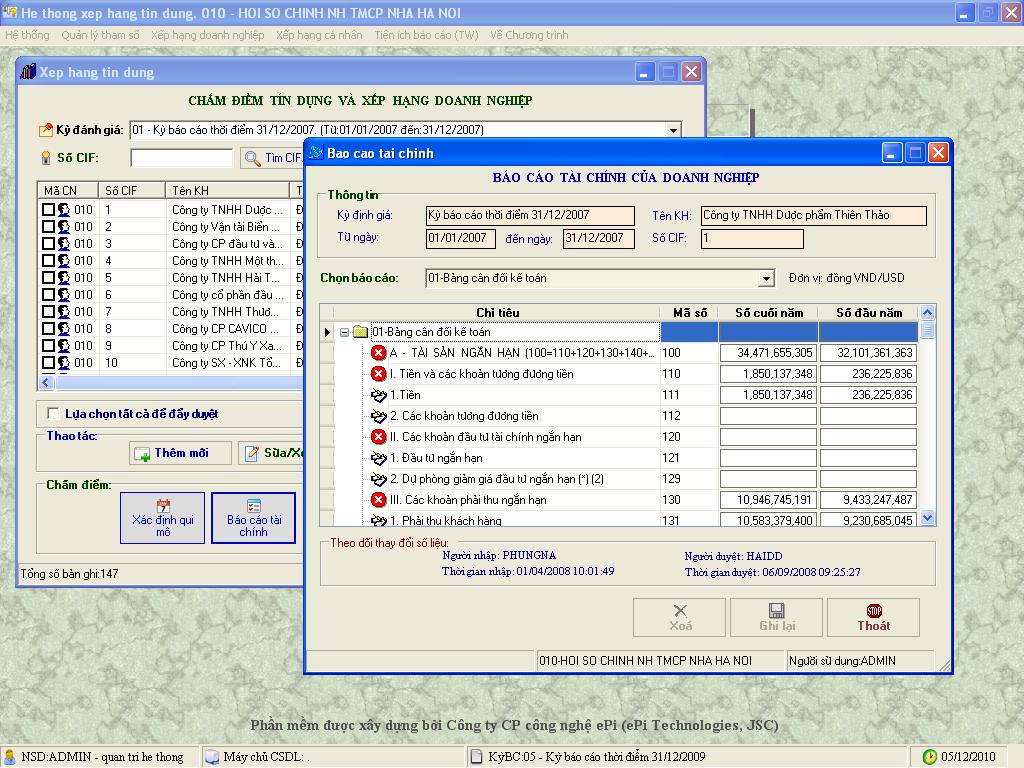 He thong xep hang tin dung. 010 - HOI SO CHINH NH TMCP NHA HA NOI
Hệ thống Quản lý tham số Xếp hạng doanh nghiệp Xếp hạng cá nhân Tiện ích báo cáo (TW) Về Chương trình
Xep hang tin dung
CHẤM ĐIỂM TÍN DỤNG VÀ XẾP HẠNG DOANH NGHIỆP
Kỳ đánh giá: 01 - Kỳ báo cáo thời điểm 31/12/2007. (Từ:01/01/2007 đến:31/12/2007)
Số CIF: Tìm CIF
Mã CN Số CIF Tên KH
010 1 Công ty TNHH Dược ...
010 2 Công ty Vận tải Biển ...
010 3 Công ty CP đầu tư và...
010 4 Công ty TNHH Một th...
010 5 Công ty TNHH Hải T...
010 6 Công ty cổ phần đầu ...
010 7 Công ty TNHH Thươ...
010 8 Công ty CP CAVICO ...
010 9 Công ty CP Thú Y Xa...
010 10 Công ty SX -XNK Tổ...
Lựa chọn tất cả để đẩy duyệt
Thao tác:
Thêm mới Sửa/Xo
Chấm điểm:
Xác định qui mô
Báo cáo tài chính
Tổng số bản ghi:147
Bao cao tai chinh
BÁO CÁO TÀI CHÍNH CỦA DOANH NGHIỆP
Thông tin
Kỳ định giá: Kỳ báo cáo thời điểm 31/12/2007 Tên KH: Công ty TNHH Dược phẩm Thiên Thảo
Từ ngày: 01/01/2007 đến ngày: 31/12/2007 Số CIF: 1
Chọn báo cáo: 01-Bảng cân đối kế toán Đơn vị: đồng VND/USD
Chỉ tiêu Mã số Số cuối năm Số đầu năm
01-Bảng cân đối kế toán
A - TÀI SẢN NGẮN HẠN (100=110+120+130+140+... 100 34,471,655,305 32,101,361,363
I. Tiền và các khoản tương đương tiền 110 1,850,137,348 236,225,836
1.Tiền 111 1,850,137,348 236,225,836
2. Các khoản tương đương tiền 112
II. Các khoản đầu tư tài chính ngắn hạn 120
1. Đầu tư ngắn hạn 121
2. Dự phòng giảm giá đầu tư ngắn hạn (*) (2) 129
III. Các khoản phải thu ngắn hạn 130 10,946,745,191 9,433,247,487
1. Phải thu khách hàng 131 10,583,379,400 9,230,685,045
Theo dõi thay đổi số liệu:
Người nhập: PHUNGNA Người duyệt: HAIDD
Thời gian nhập: 01/04/2008 10:01:49 Thời gian duyệt: 06/09/2008 09:25:27
Xoá Ghi lại Thoát
010-HOI SO CHINH NH TMCP NHA HA NOI Người sử dụng:ADMIN
Phần mềm được xây dựng bởi Công ty CP công nghệ ePi (ePi Technologies, JSC)
NSD:ADMIN - quan tri he thong Máy chủ CSDL: . KỳBC:05 - Kỳ báo cáo thời điểm 31/12/2009 05/12/2010